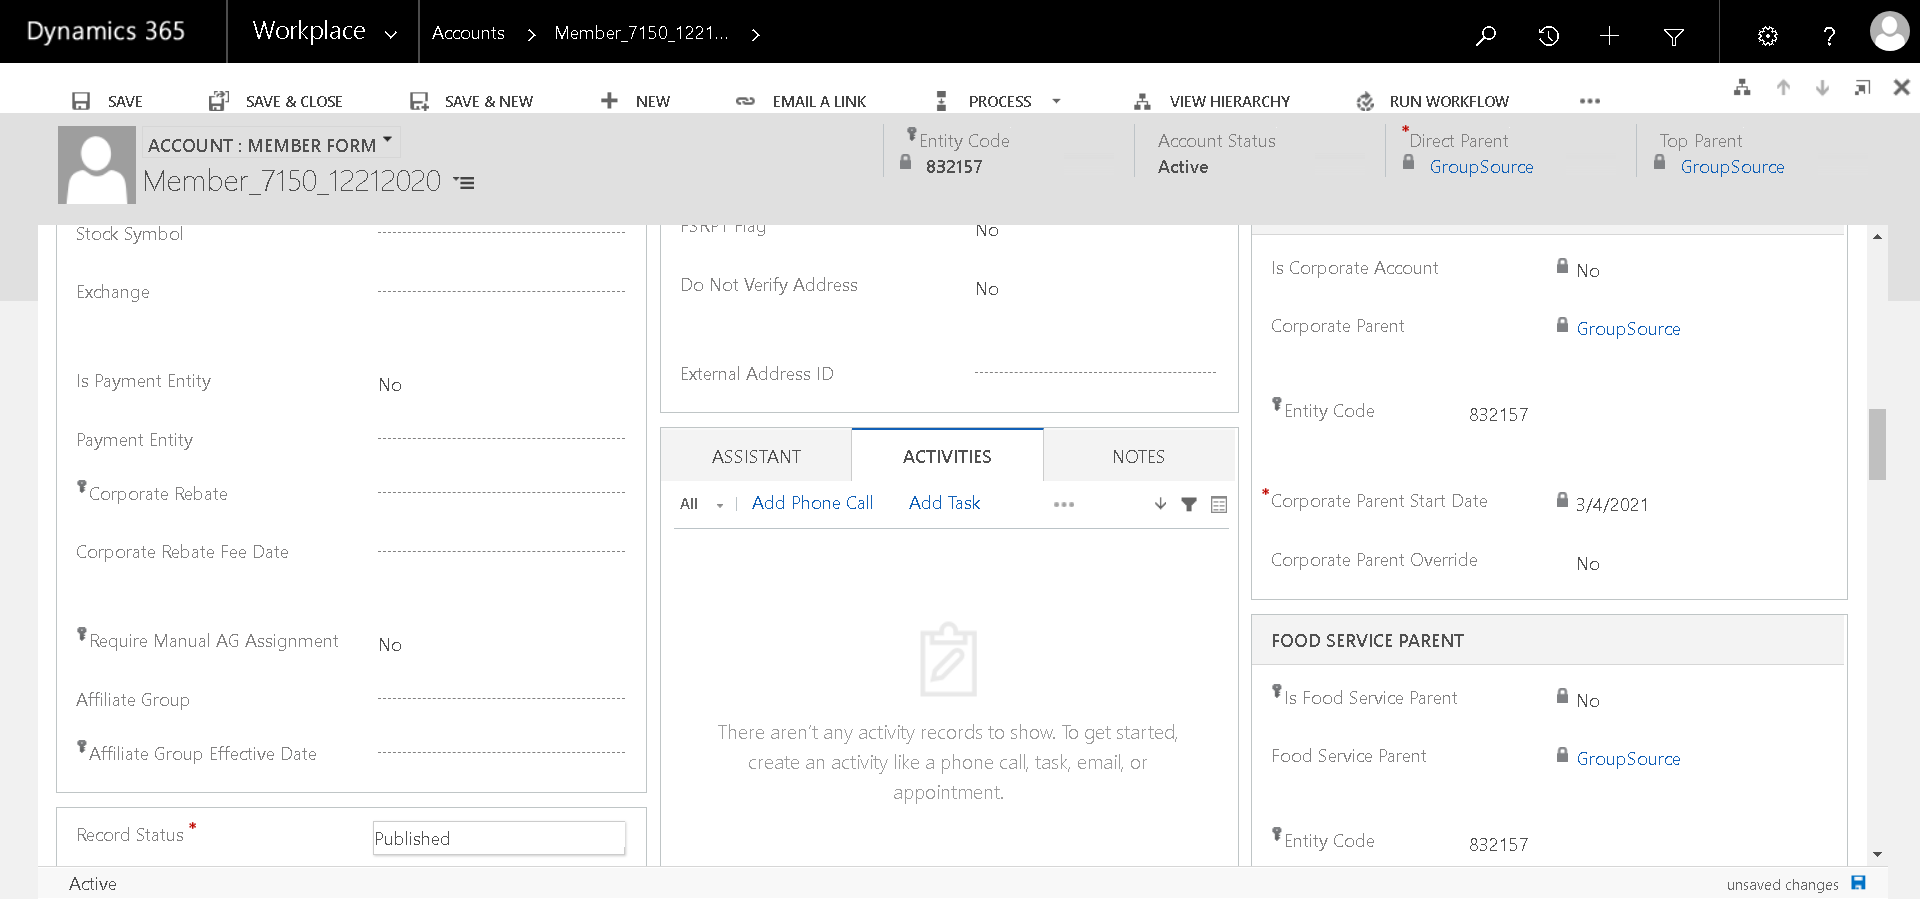 Dynamics 365
Workplace
Accounts
Member_7150_1221...
SAVE
SAVE & CLOSE
SAVE & NEW
NEW
EMAIL A LINK
PROCESS
VIEW HIERARCHY
RUN WORKFLOW
ACCOUNT : MEMBER FORM
Member_7150_12212020
Entity Code
832157
Account Status
Active
*Direct Parent
GroupSource
Top Parent
GroupSource
Stock Symbol
Exchange
Is Payment Entity
No
Payment Entity
Corporate Rebate
Corporate Rebate Fee Date
Require Manual AG Assignment
No
Affiliate Group
Affiliate Group Effective Date
Record Status *
Published
FSRPT Flag
No
Do Not Verify Address
No
External Address ID
ASSISTANT
ACTIVITIES
NOTES
All
Add Phone Call
Add Task
There aren't any activity records to show. To get started,
create an activity like a phone call, task, email, or
appointment.
Is Corporate Account
No
Corporate Parent
GroupSource
Entity Code
832157
*Corporate Parent Start Date
3/4/2021
Corporate Parent Override
No
FOOD SERVICE PARENT
Is Food Service Parent
No
Food Service Parent
GroupSource
Entity Code
832157
Active
unsaved changes